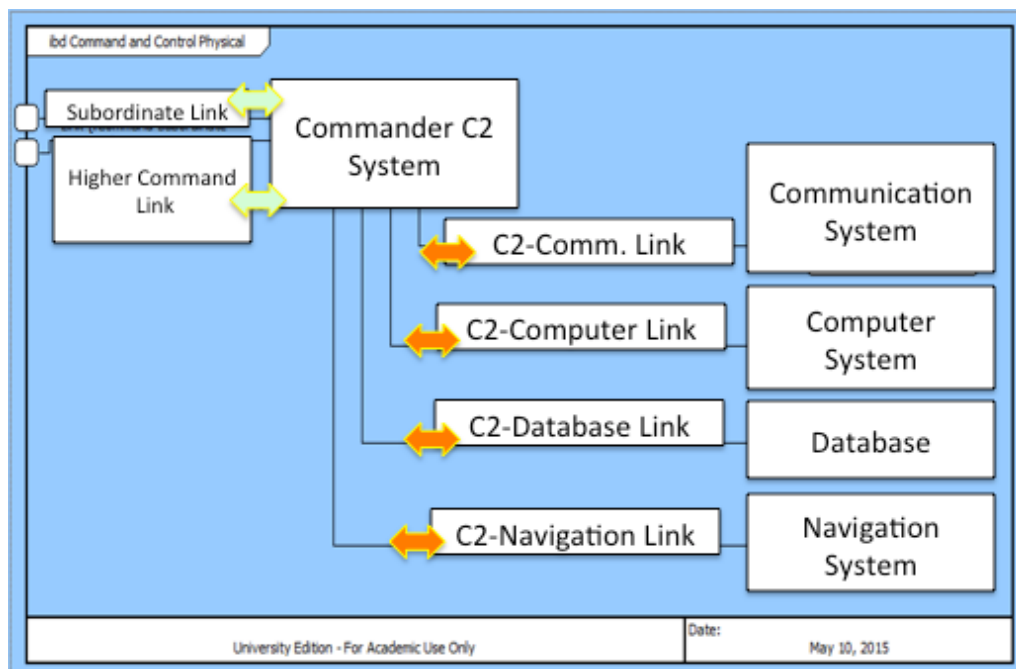 ibd Command and Control Physical
Subordinate Link
Higher Command
Link
Commander C2
System
Communication
System
C2-Comm. Link
C2-Computer Link
Computer
System
C2-Database Link
Database
C2-Navigation Link
Navigation
System
University Edition - For Academic Use Only
Date:
May 10, 2015